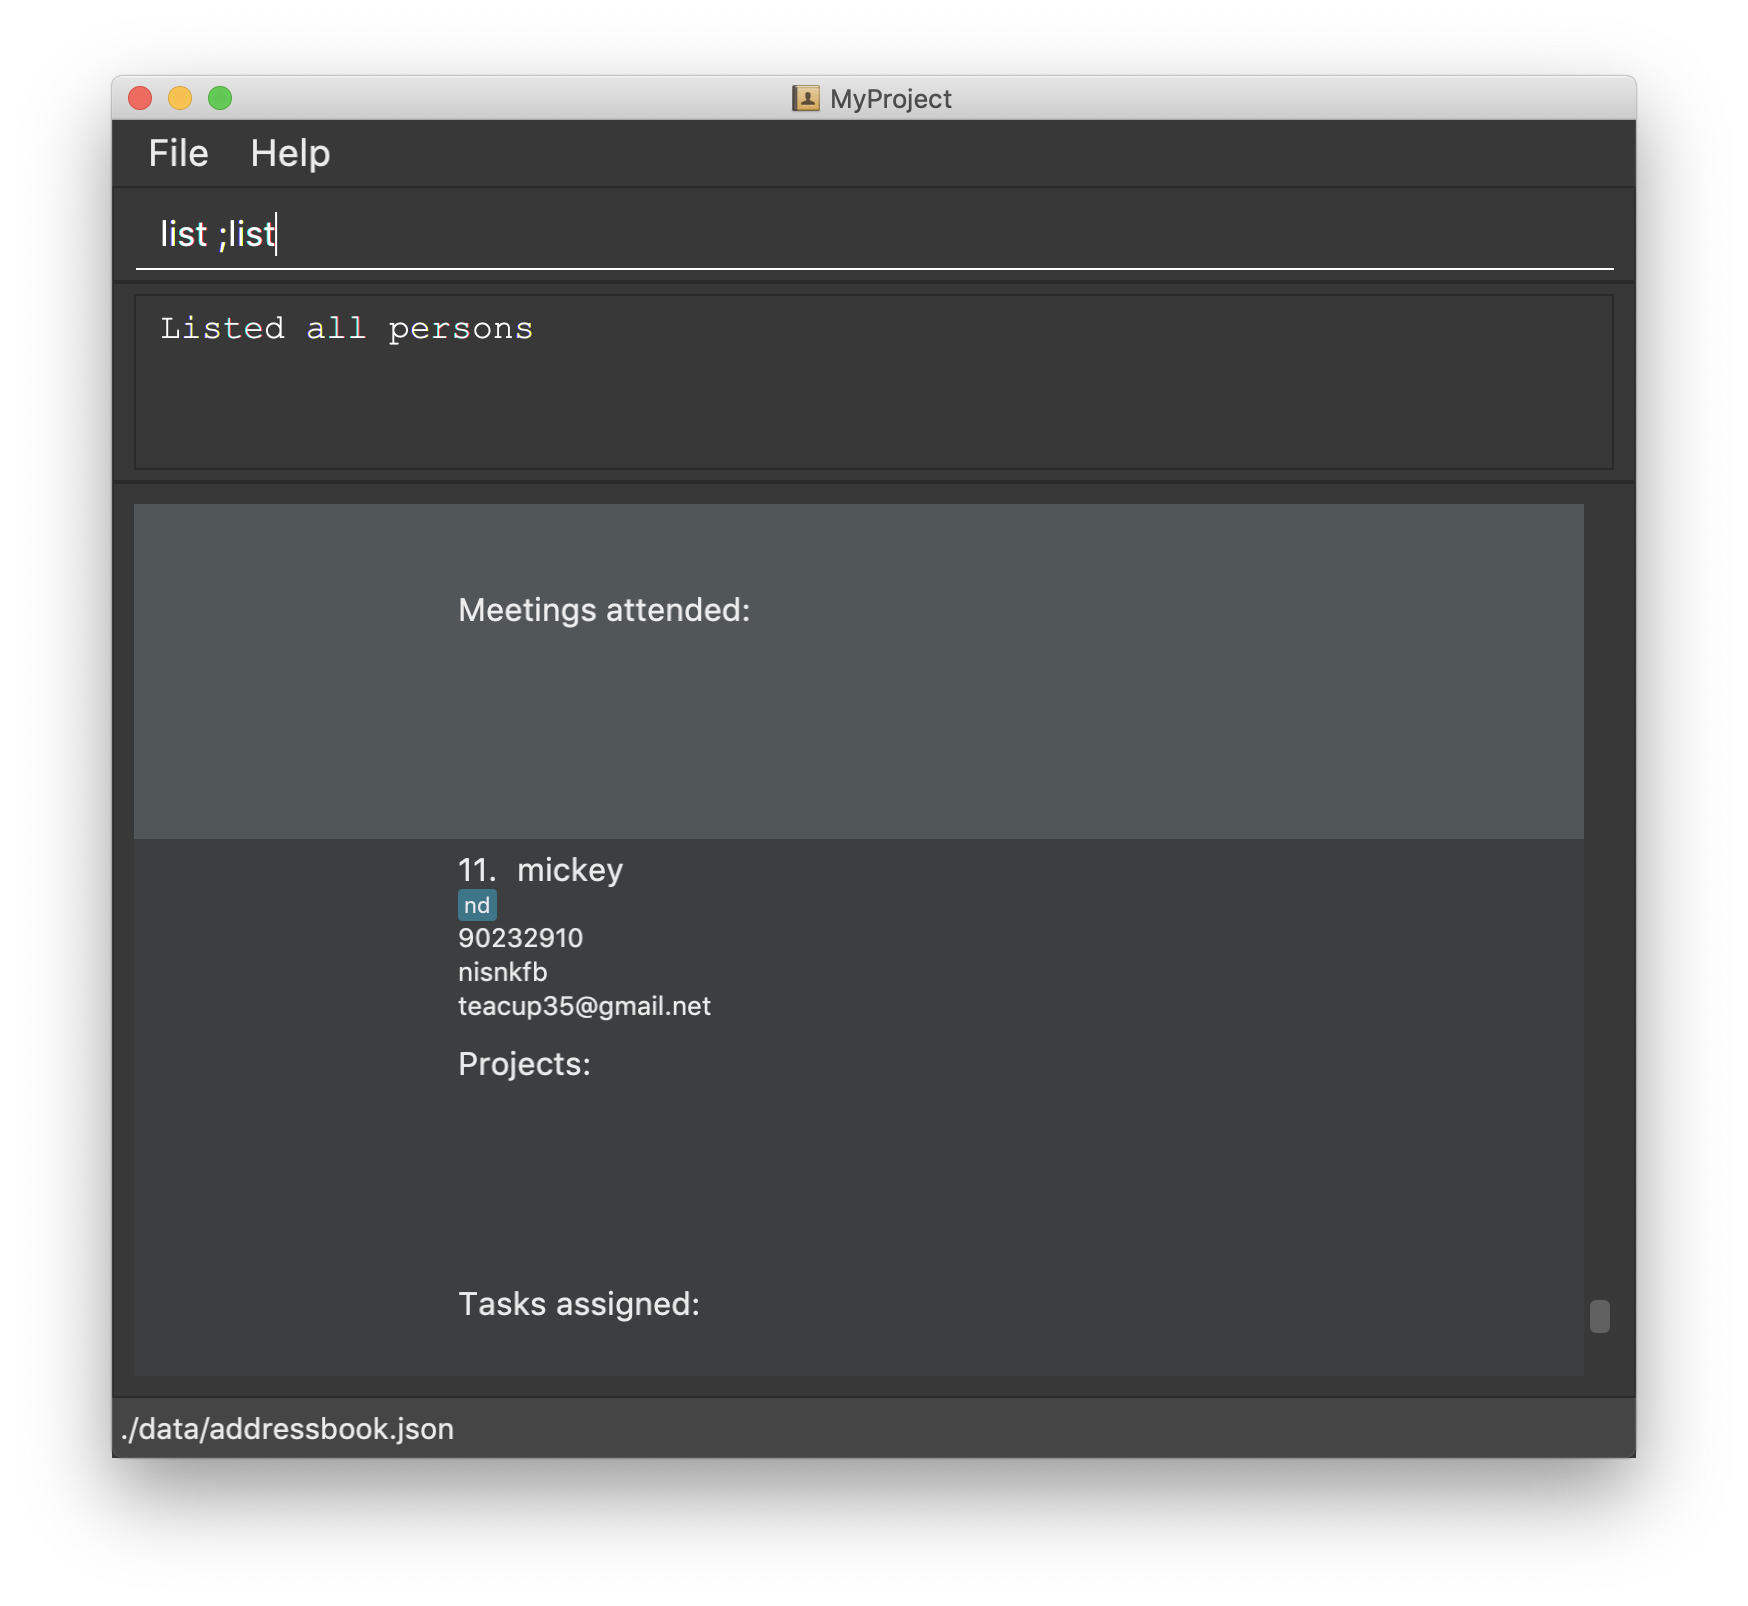 MyProject
File Help
list ;list
Listed all persons
Meetings attended:
11. mickey
nd
90232910
nisnkfb
teacup35@gmail.net
Projects:
Tasks assigned:
./data/addressbook.json